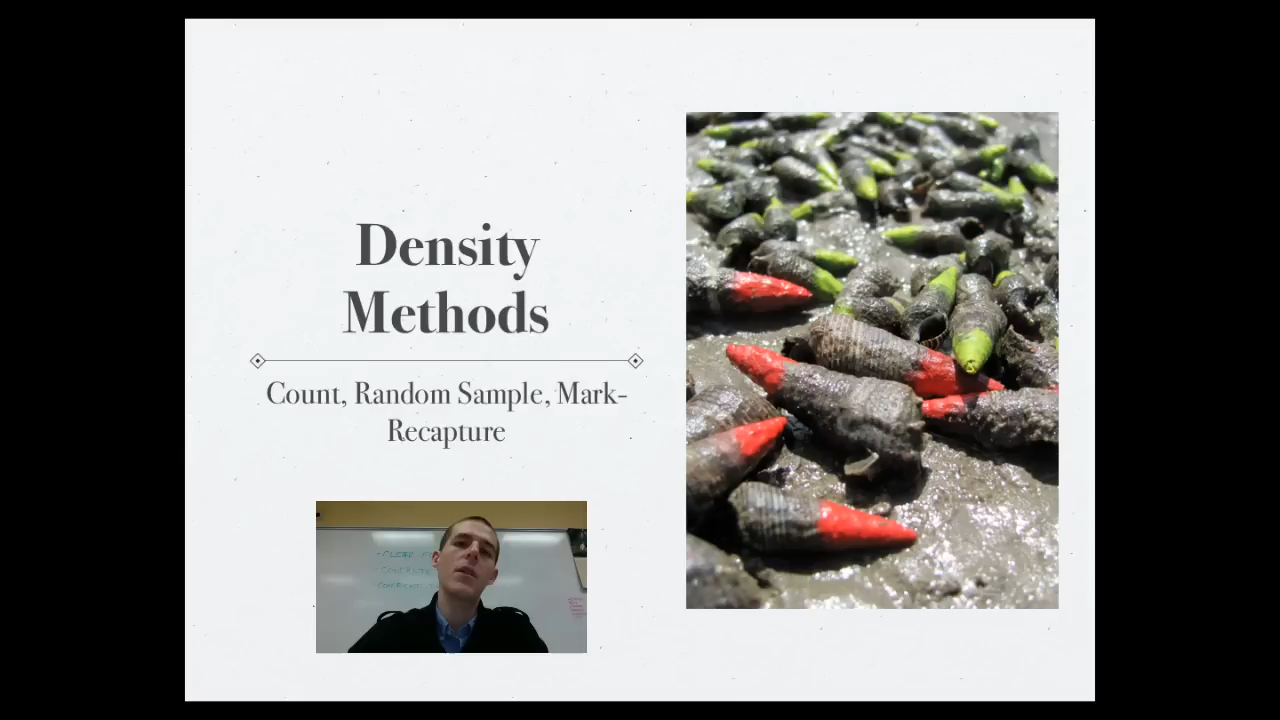 Density
Methods
Count, Random Sample, Mark-
Recapture